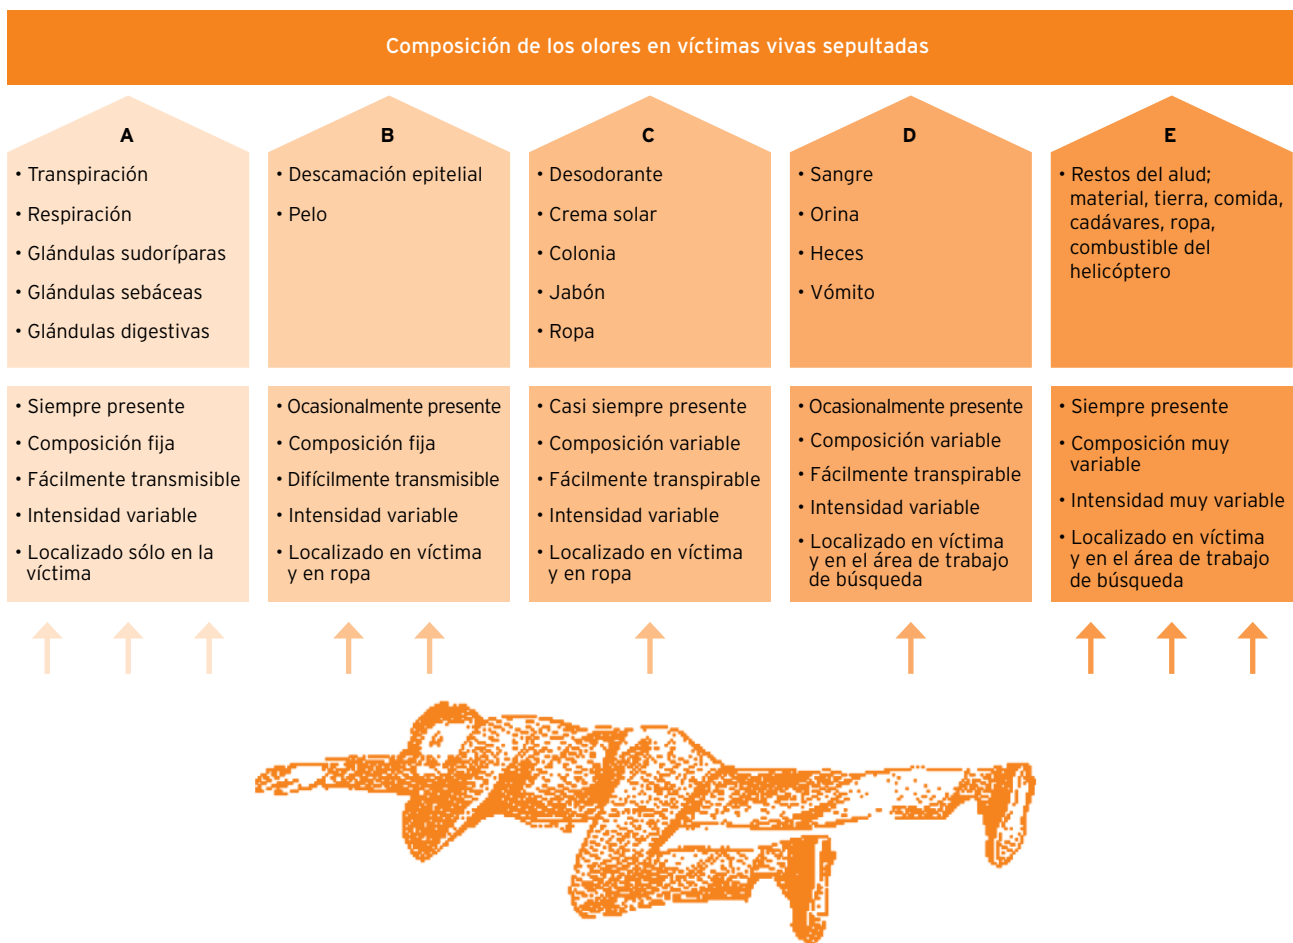 Composición de los olores en víctimas vivas sepultadas
A
• Transpiración
• Respiración
• Glándulas sudoríparas
• Glándulas sebáceas
• Glándulas digestivas
• Siempre presente
• Composición fija
• Fácilmente transmisible
• Intensidad variable
• Localizado sólo en la
víctima
B
• Descamación epitelial
• Pelo
• Ocasionalmente presente
• Composición fija
• Difícilmente transmisible
• Intensidad variable
• Localizado en víctima
y en ropa
C
• Desodorante
• Crema solar
• Colonia
• Jabón
• Ropa
• Casi siempre presente
• Composición variable
• Fácilmente transpirable
• Intensidad variable
• Localizado en víctima
y en ropa
D
• Sangre
• Orina
• Heces
• Vómito
• Ocasionalmente presente
• Composición variable
• Fácilmente transpirable
• Intensidad variable
• Localizado en víctima
y en el área de trabajo
de búsqueda
E
• Restos del alud;
material, tierra, comida,
cadávares, ropa,
combustible del
helicóptero
• Siempre presente
• Composición muy
variable
• Intensidad muy variable
• Localizado en víctima
y en el área de trabajo
de búsqueda